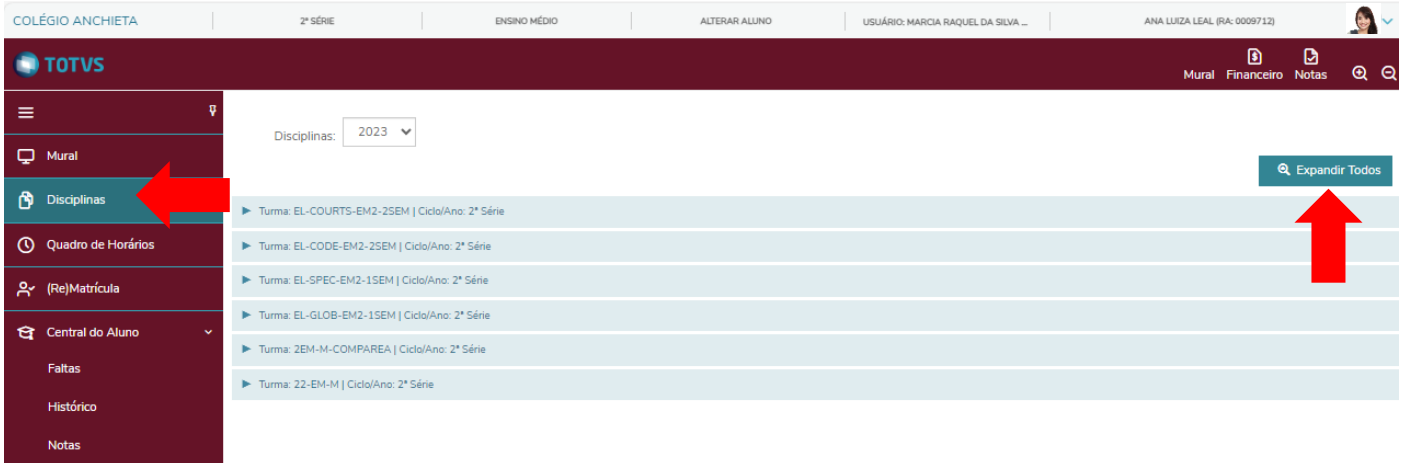 COLÉGIO ANCHIETA 2ª SÉRIE ENSINO MÉDIO ALTERAR ALUNO USUÁRIO: MARCIA RAQUEL DA SILVA ... ANA LUIZA LEAL (RA: 0009712)
TOTVS
Mural Financeiro Notas
Mural
Disciplinas
Quadro de Horários
(Re)Matrícula
Central do Aluno
Faltas
Histórico
Notas
Disciplinas: 2023
Expandir Todos
Turma: EL-COURTS-EM2-2SEM | Ciclo/Ano: 2ª Série
Turma: EL-CODE-EM2-2SEM | Ciclo/Ano: 2ª Série
Turma: EL-SPEC-EM2-1SEM | Ciclo/Ano: 2ª Série
Turma: EL-GLOB-EM2-1SEM | Ciclo/Ano: 2ª Série
Turma: 2EM-M-COMPAREA | Ciclo/Ano: 2ª Série
Turma: 22-EM-M | Ciclo/Ano: 2ª Série